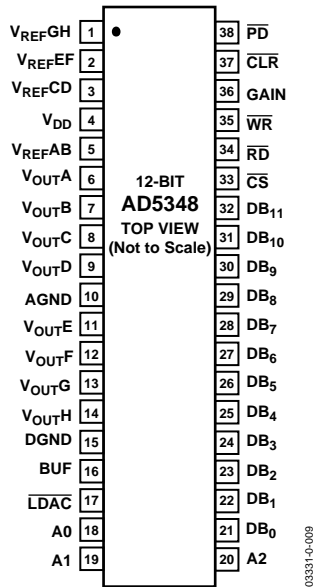 VREFGH 1 38 PD
VREFEF 2 37 CLR
VREFCD 3 36 GAIN
VDD 4 35 WR
VREFAB 5 34 RD
VOUTA 6 33 CS
VOUTB 7 32 DB11
VOUTC 8 31 DB10
VOUTD 9 30 DB9
AGND 10 29 DB8
VOUTE 11 28 DB7
VOUTF 12 27 DB6
VOUTG 13 26 DB5
VOUTH 14 25 DB4
DGND 15 24 DB3
BUF 16 23 DB2
LDAC 17 22 DB1
A0 18 21 DB0
A1 19 20 A2
12-BIT
AD5348
TOP VIEW
(Not to Scale)
03331-0-009